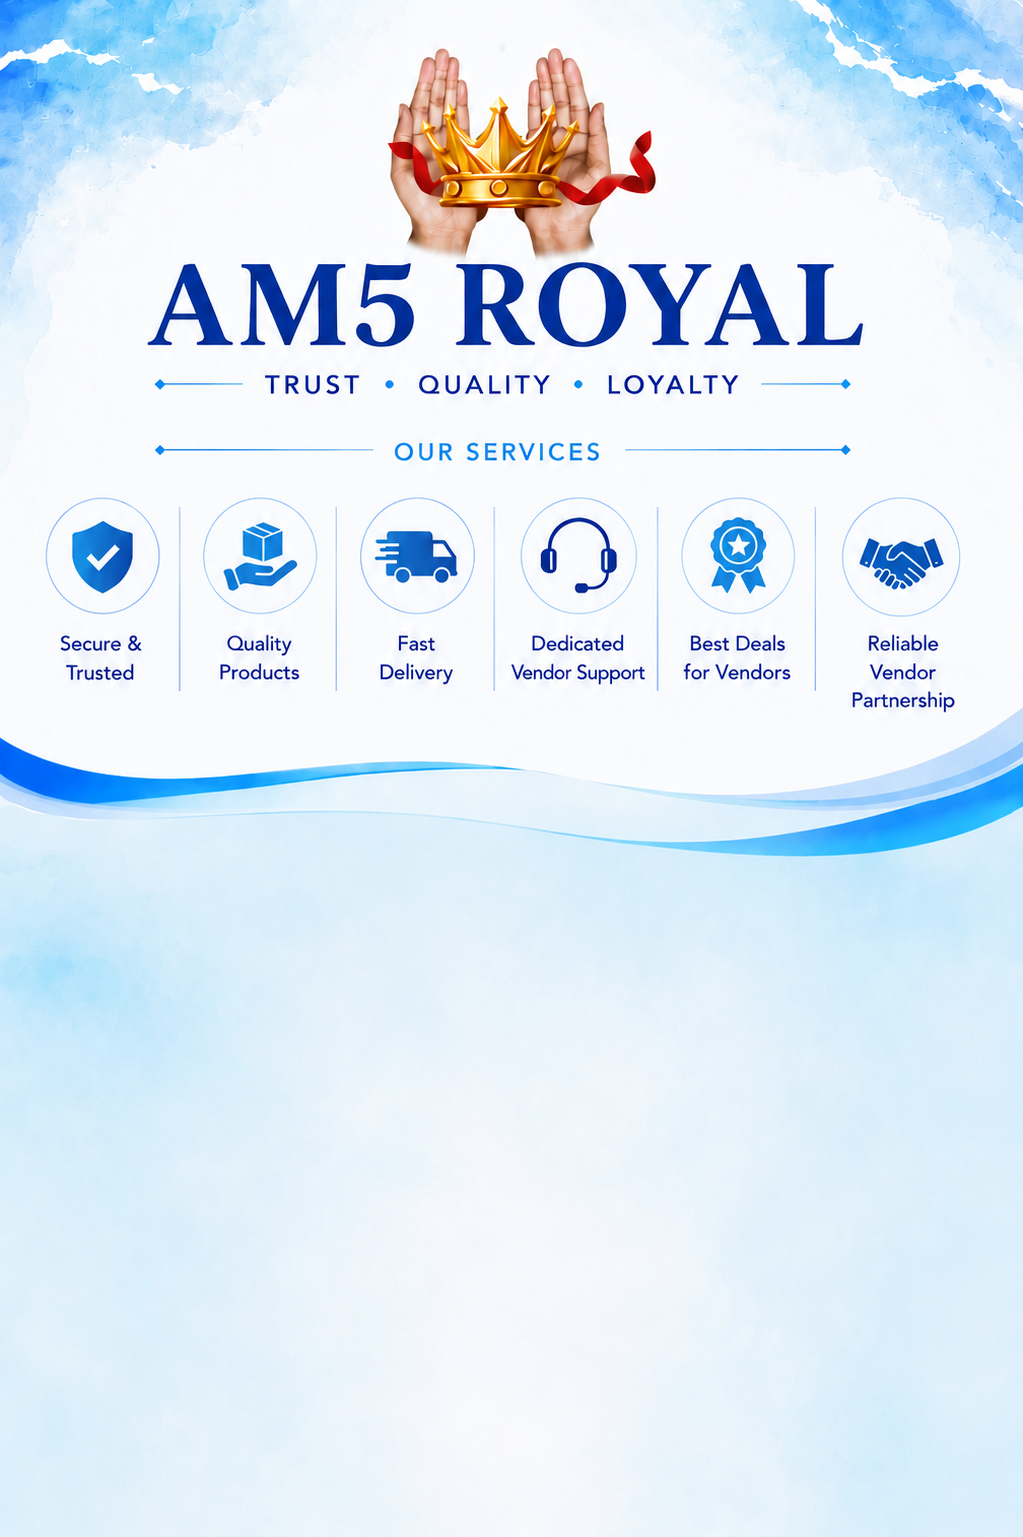 AM5 ROYAL
TRUST • QUALITY • LOYALTY
OUR SERVICES
Secure &
Trusted
Quality
Products
Fast
Delivery
Dedicated
Vendor Support
Best Deals
for Vendors
Reliable
Vendor
Partnership